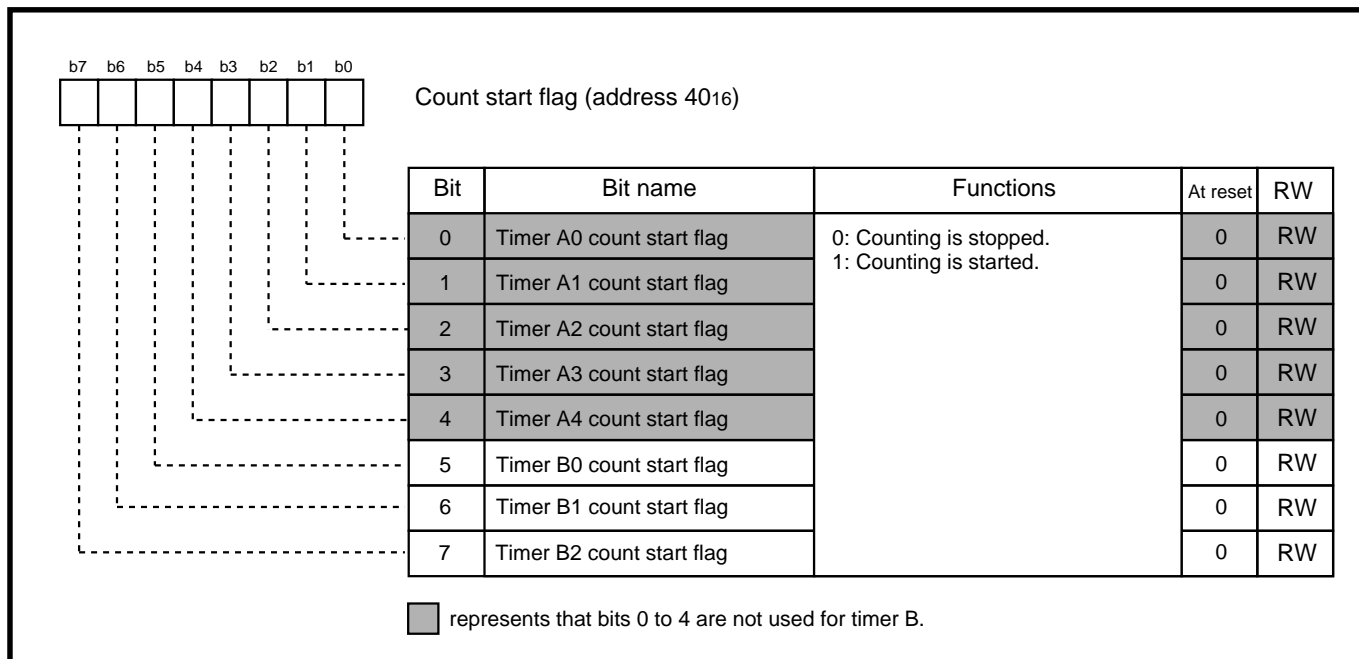 b7 b6 b5 b4 b3 b2 b1 b0
Count start flag (address 4016)
Bit Bit name Functions At reset RW
0 Timer A0 count start flag 0: Counting is stopped. 0 RW
1: Counting is started.
1 Timer A1 count start flag 0 RW
2 Timer A2 count start flag 0 RW
3 Timer A3 count start flag 0 RW
4 Timer A4 count start flag 0 RW
5 Timer B0 count start flag 0 RW
6 Timer B1 count start flag 0 RW
7 Timer B2 count start flag 0 RW
represents that bits 0 to 4 are not used for timer B.